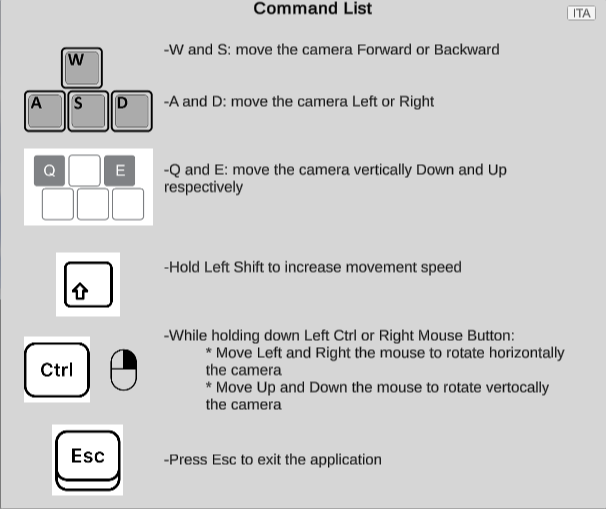 Command List
ITA
W
-W and S: move the camera Forward or Backward
A S D
-A and D: move the camera Left or Right
Q E
-Q and E: move the camera vertically Down and Up
respectively
-Hold Left Shift to increase movement speed
-While holding down Left Ctrl or Right Mouse Button:
* Move Left and Right the mouse to rotate horizontally
the camera
* Move Up and Down the mouse to rotate vertocally
the camera
Ctrl
Esc
-Press Esc to exit the application